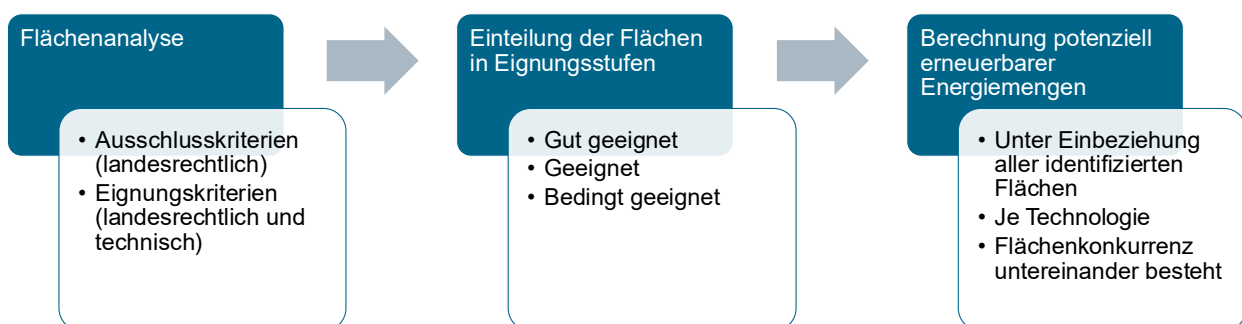 Flächenanalyse
• Ausschlusskriterien
(landesrechtlich)
• Eignungskriterien
(landesrechtlich und
technisch)
Einteilung der Flächen
in Eignungsstufen
• Gut geeignet
• Geeignet
• Bedingt geeignet
Berechnung potenziell
erneuerbarer
Energiemengen
• Unter Einbeziehung
aller identifizierten
Flächen
• Je Technologie
• Flächenkonkurrenz
untereinander besteht